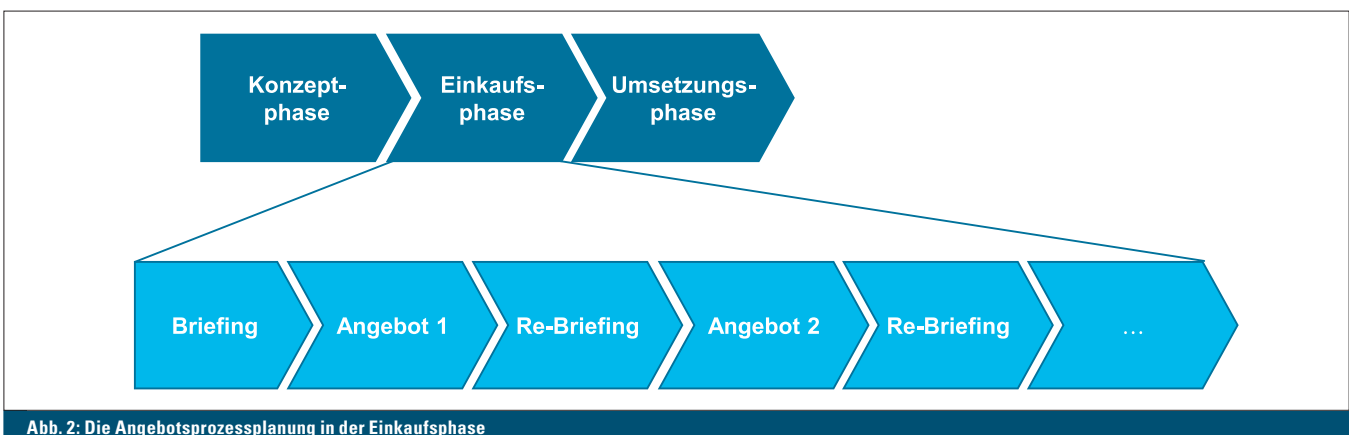 Konzept-
phase
Einkaufs-
phase
Umsetzungs-
phase
Briefing
Angebot 1
Re-Briefing
Angebot 2
Re-Briefing
...
Abb. 2: Die Angebotsprozessplanung in der Einkaufsphase